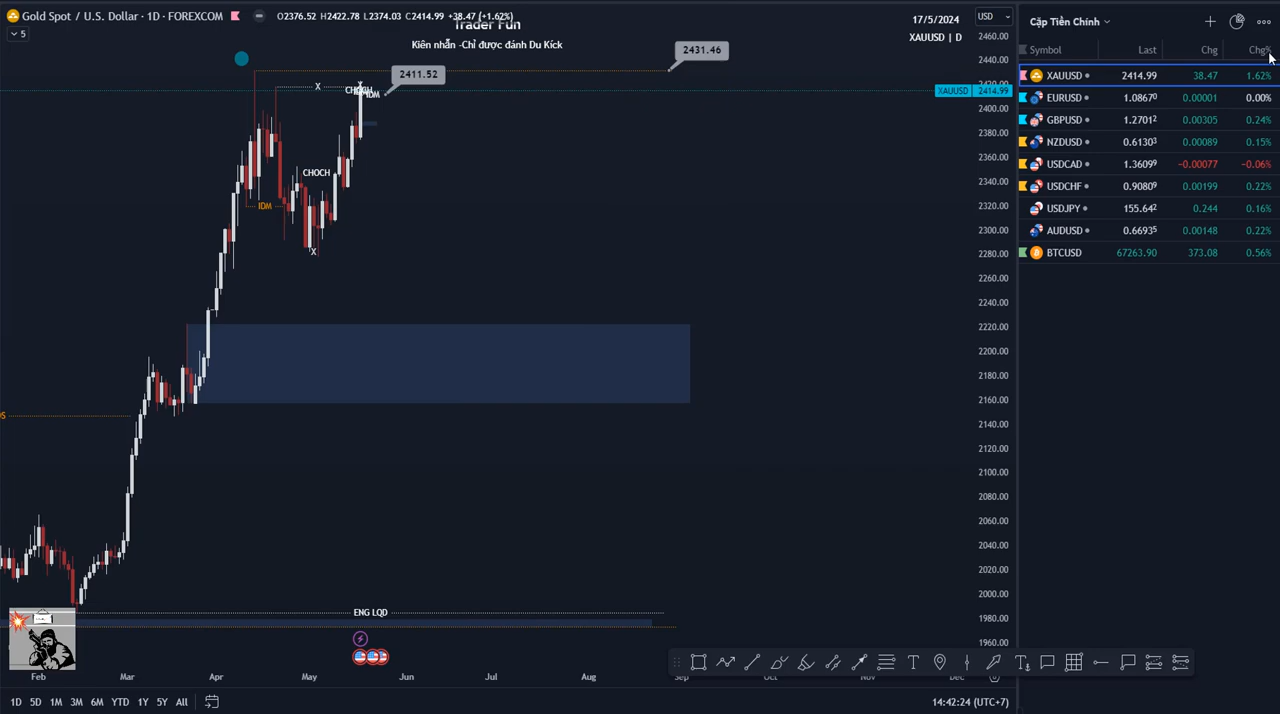 Gold Spot / U.S. Dollar · 1D · FOREXCOM O2376.52 H2422.78 L2374.03 C2414.99 +38.47 (+1.62%)
5
Trader Fun
Kiên nhẫn -Chỉ được đánh Du Kích
17/5/2024
XAUUSD | D
USD
2431.46
2411.52
X
CHOCH
IDM
CHOCH
IDM
X
ENG LQD
2460.00
2440.00
2420.00
XAUUSD 2414.99
2400.00
2380.00
2360.00
2340.00
2320.00
2300.00
2280.00
2260.00
2240.00
2220.00
2200.00
2180.00
2160.00
2140.00
2120.00
2100.00
2080.00
2060.00
2040.00
2020.00
2000.00
1980.00
1960.00
Feb Mar Apr May Jun Jul Aug Sep Oct Nov Dec
1D 5D 1M 3M 6M YTD 1Y 5Y All
14:42:24 (UTC+7)
Cặp Tiền Chính
Symbol Last Chg Chg%
XAUUSD 2414.99 38.47 1.62%
EURUSD 1.08670 0.00001 0.00%
GBPUSD 1.27012 0.00305 0.24%
NZDUSD 0.61303 0.00089 0.15%
USDCAD 1.36099 −0.00077 −0.06%
USDCHF 0.90809 0.00199 0.22%
USDJPY 155.642 0.244 0.16%
AUDUSD 0.66935 0.00148 0.22%
BTCUSD 67263.90 373.08 0.56%